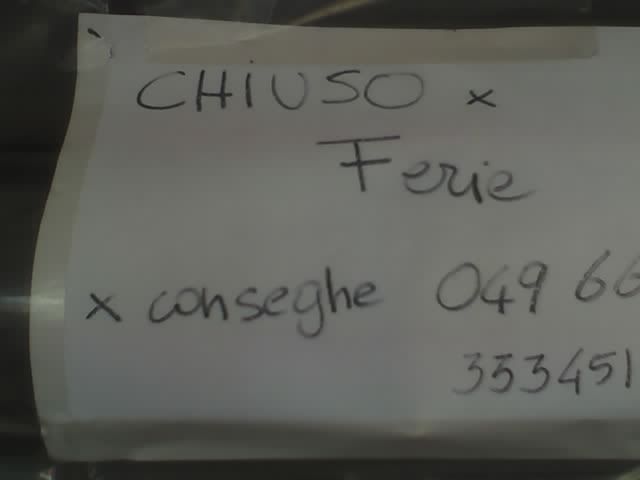 CHIUSO x
Ferie
x conseghe 049 66
353451